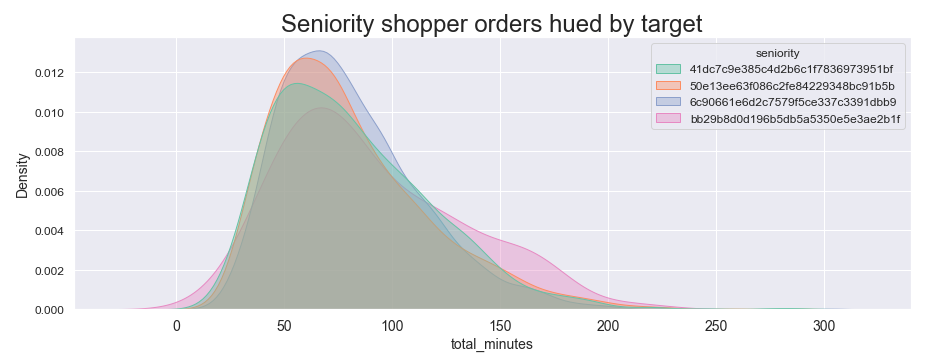 Seniority shopper orders hued by target
seniority
41dc7c9e385c4d2b6c1f7836973951bf
50e13ee63f086c2fe84229348bc91b5b
6c90661e6d2c7579f5ce337c3391dbb9
bb29b8d0d196b5db5a5350e5e3ae2b1f
Density
0.012
0.010
0.008
0.006
0.004
0.002
0.000
0
50
100
150
200
250
300
total_minutes